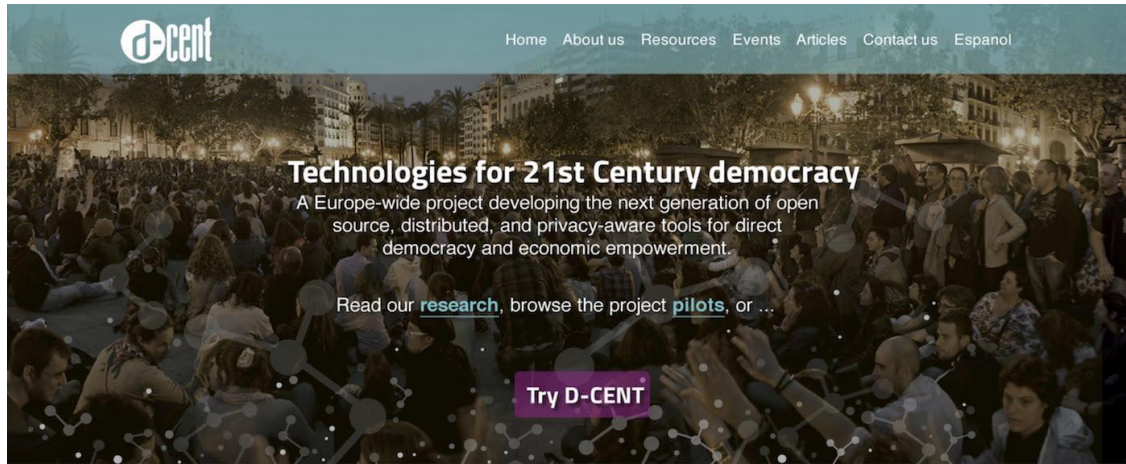 d-cent
Home About us Resources Events Articles Contact us Espanol
Technologies for 21st Century democracy
A Europe-wide project developing the next generation of open
source, distributed, and privacy-aware tools for direct
democracy and economic empowerment.
Read our research, browse the project pilots, or ...
Try D-CENT